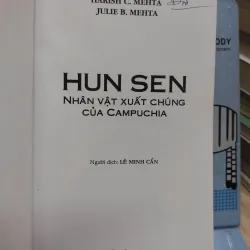 HARISH C. MEHTA
JULIE B. MEHTA
HUN SEN
NHÂN VẬT XUẤT CHÚNG
CỦA CAMPUCHIA
Người dịch: LÊ MINH CẨN